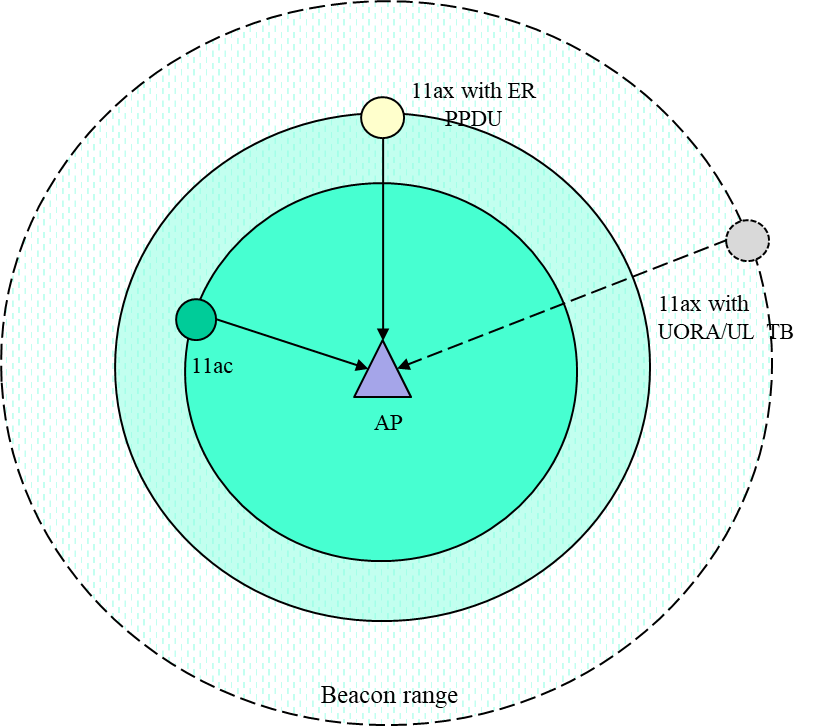 11ax with ER
PPDU
11ax with
UORA/UL TB
11ac
AP
Beacon range